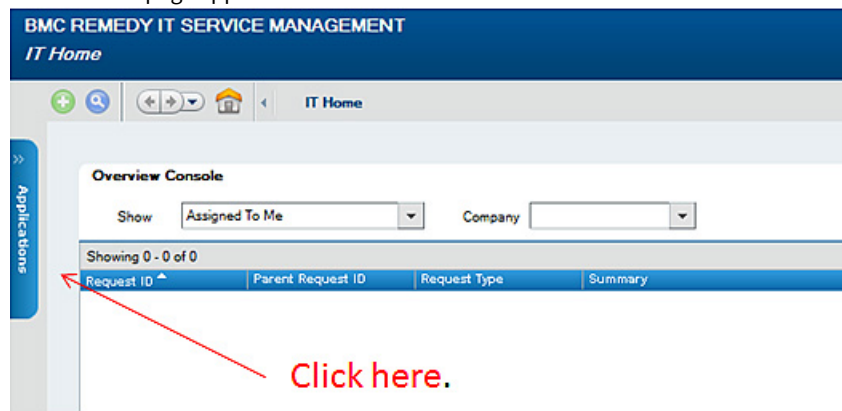 BMC REMEDY IT SERVICE MANAGEMENT
IT Home
IT Home
Applications
Overview Console
Show Assigned To Me Company
Showing 0 - 0 of 0
Request ID Parent Request ID Request Type Summary
Click here.